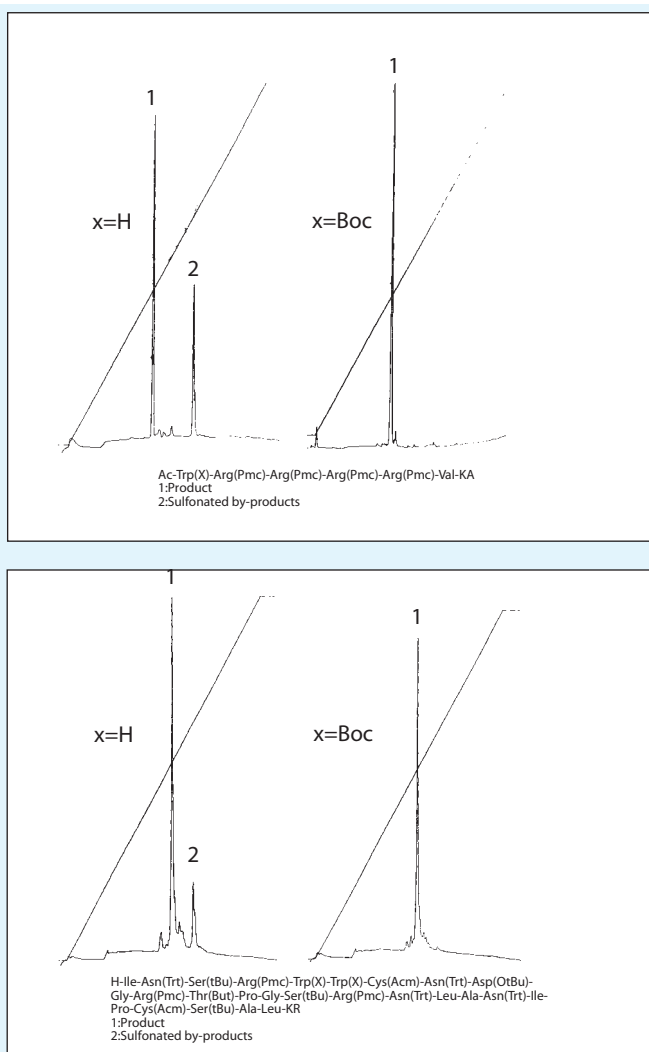 1
1
x=H
x=Boc
2
Ac-Trp(X)-Arg(Pmc)-Arg(Pmc)-Arg(Pmc)-Arg(Pmc)-Val-KA
1:Product
2:Sulfonated by-products
1
1
x=H
x=Boc
2
H-Ile-Asn(Trt)-Ser(tBu)-Arg(Pmc)-Trp(X)-Trp(X)-Cys(Acm)-Asn(Trt)-Asp(OtBu)-
Gly-Arg(Pmc)-Thr(But)-Pro-Gly-Ser(tBu)-Arg(Pmc)-Asn(Trt)-Leu-Ala-Asn(Trt)-Ile-
Pro-Cys(Acm)-Ser(tBu)-Ala-Leu-KR
1:Product
2:Sulfonated by-products